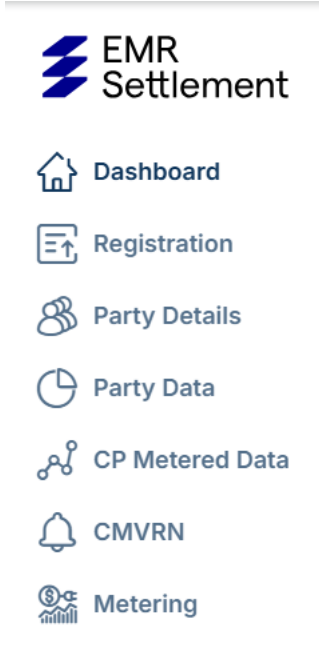 EMR
Settlement
Dashboard
Registration
Party Details
Party Data
CP Metered Data
CMVRN
Metering